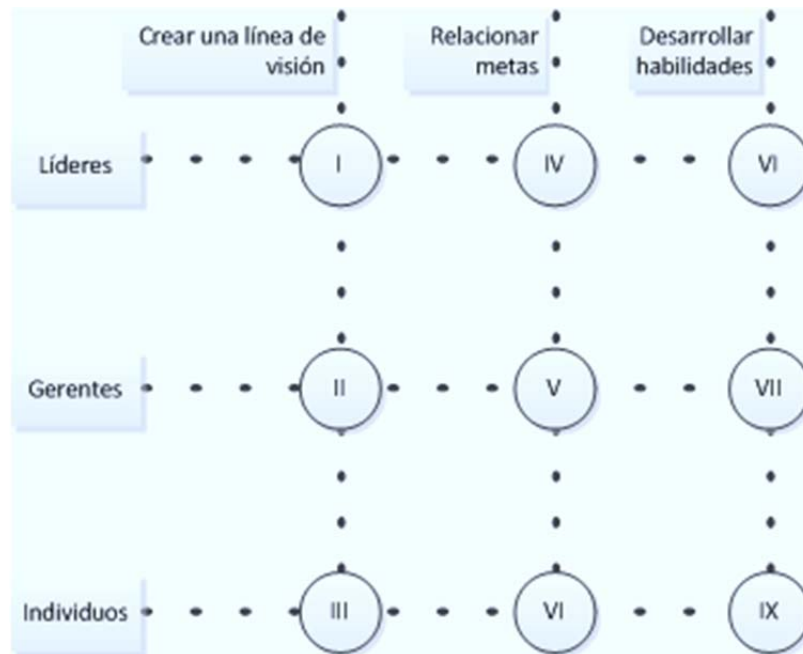 Crear una línea de
visión
Relacionar
metas
Desarrollar
habilidades
Líderes
I
IV
VI
Gerentes
II
V
VII
Individuos
III
VI
IX